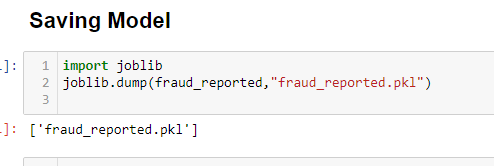 Saving Model
]:
1 import joblib
2 joblib.dump(fraud_reported,"fraud_reported.pkl")
3
]: ['fraud_reported.pkl']